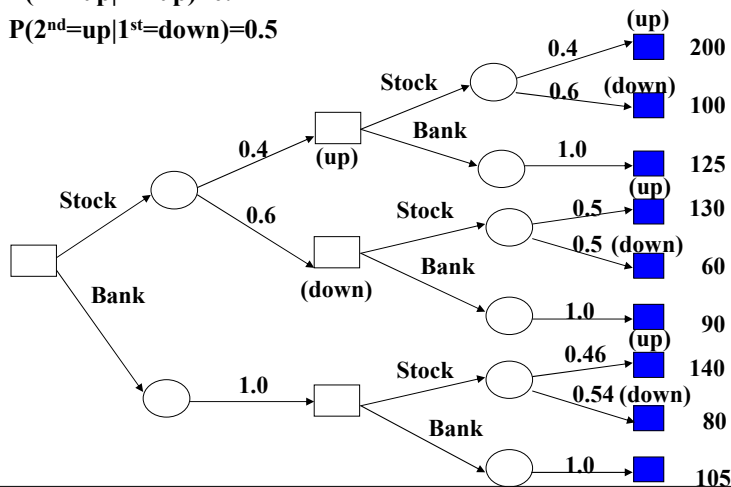 P(2nd=up|1st=down)=0.5
(up)
0.4
200
Stock
0.6
(down)
100
Bank
0.4
(up)
1.0
125
(up)
Stock
0.6
Stock
0.5
130
0.5
(down)
60
Bank
(down)
Bank
1.0
90
(up)
0.46
140
Stock
1.0
0.54
(down)
80
Bank
1.0
105